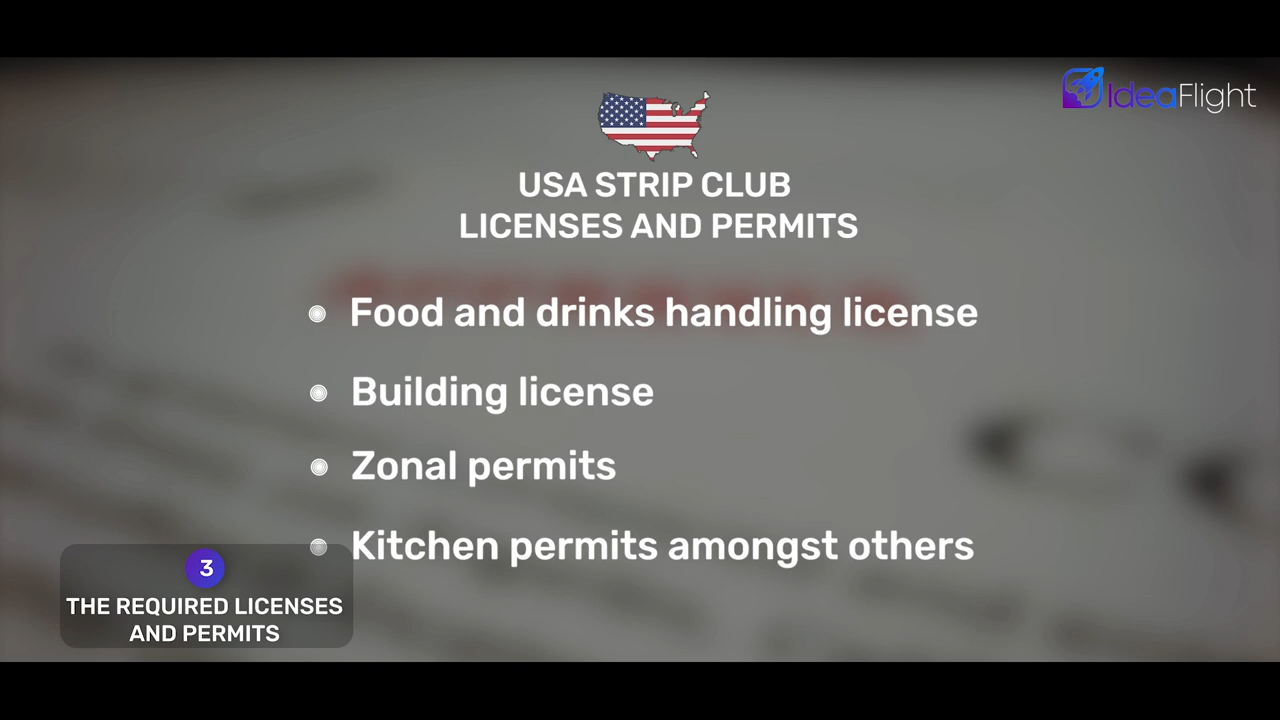 IdeaFlight
USA STRIP CLUB
LICENSES AND PERMITS
Food and drinks handling license
Building license
Zonal permits
Kitchen permits amongst others
3
THE REQUIRED LICENSES
AND PERMITS